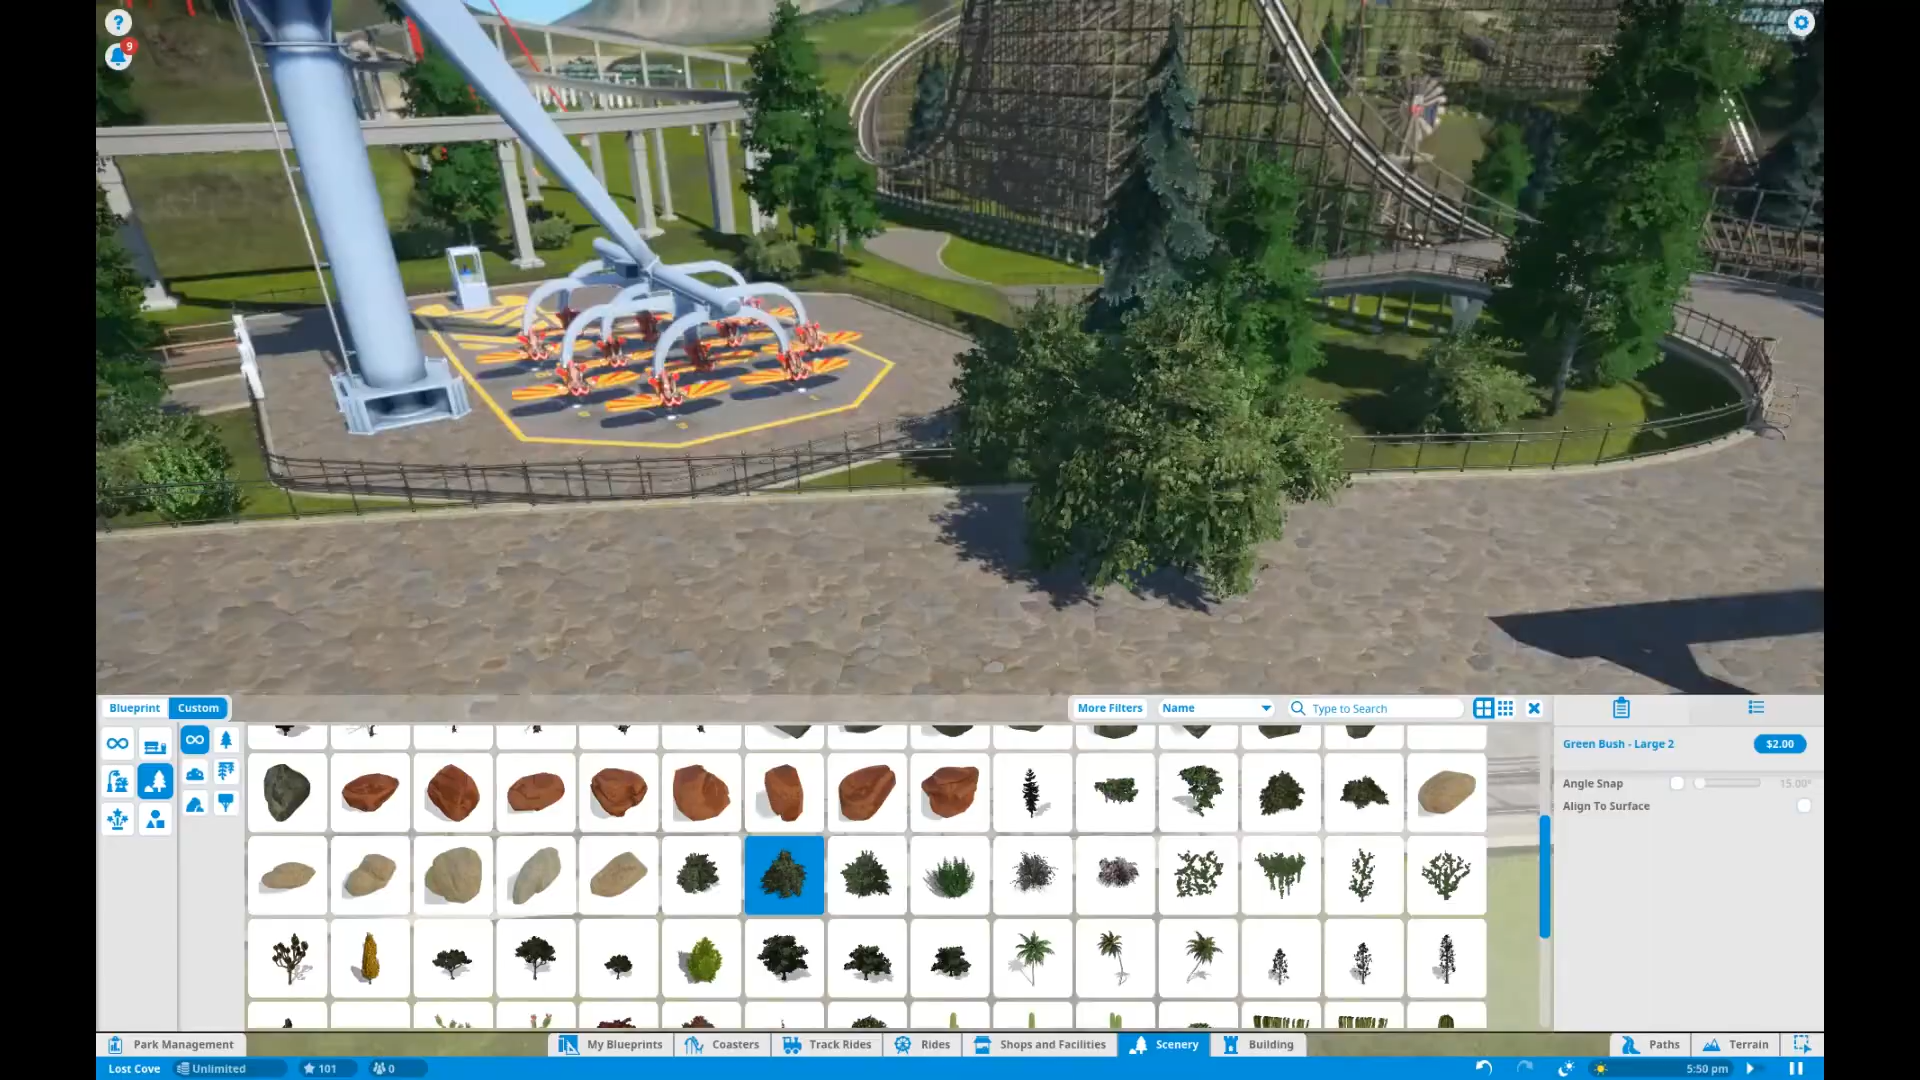 ?
9
Blueprint Custom More Filters Name Type to Search
Green Bush - Large 2 $2.00
Angle Snap 15.00°
Align To Surface
Park Management My Blueprints Coasters Track Rides Rides Shops and Facilities Scenery Building Paths Terrain
Lost Cove Unlimited 101 0 5:50 pm